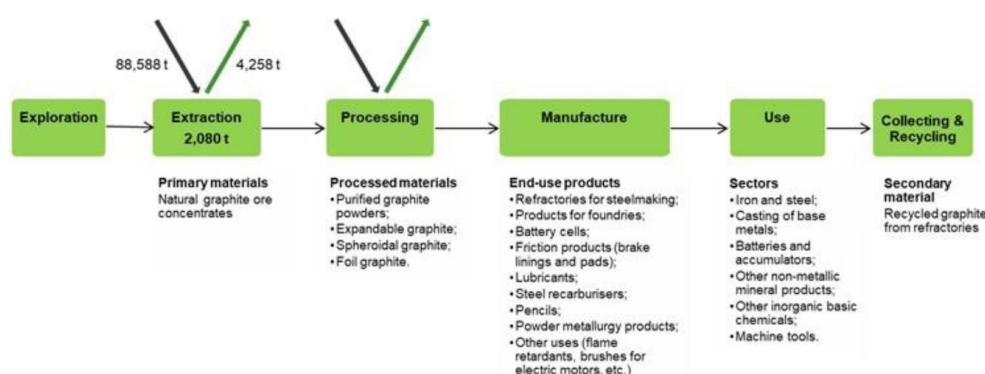 88,588 t
4,258 t
Exploration
Extraction
2,080 t
Processing
Manufacture
Use
Collecting &
Recycling
Primary materials
Natural graphite ore
concentrates
Processed materials
•Purified graphite
powders;
•Expandable graphite;
•Spheroidal graphite;
•Foil graphite.
End-use products
•Refractories for steelmaking;
•Products for foundries;
•Battery cells;
•Friction products (brake
linings and pads);
•Lubricants;
•Steel recarburisers;
•Pencils;
•Powder metallurgy products;
•Other uses (flame
retardants, brushes for
electric motors, etc.)
Sectors
•Iron and steel;
•Casting of base
metals;
•Batteries and
accumulators;
•Other non-metallic
mineral products;
•Other inorganic basic
chemicals;
•Machine tools.
Secondary
material
Recycled graphite
from refractories